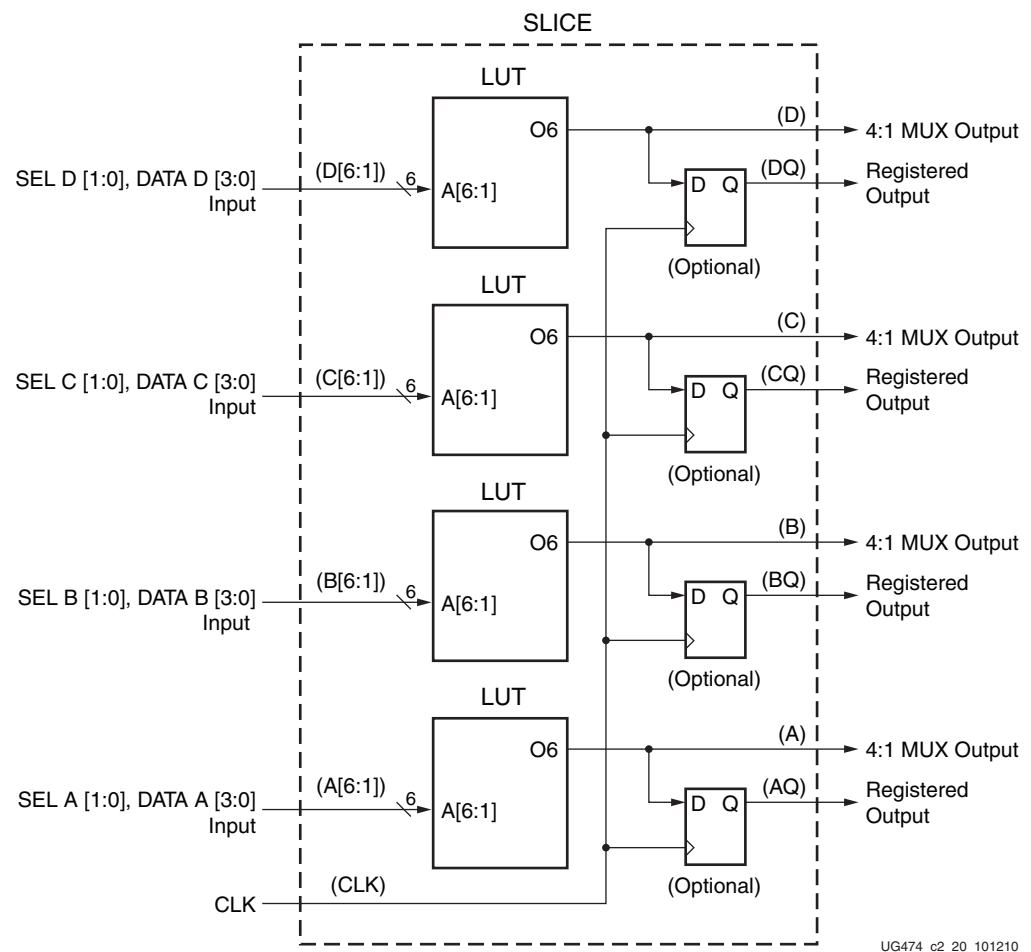 SLICE
LUT
(D)
O6
4:1 MUX Output
SEL D [1:0], DATA D [3:0]
Input
(D[6:1])
6
A[6:1]
D Q
(DQ)
Registered
Output
(Optional)
LUT
(C)
O6
4:1 MUX Output
SEL C [1:0], DATA C [3:0]
Input
(C[6:1])
6
A[6:1]
D Q
(CQ)
Registered
Output
(Optional)
LUT
(B)
O6
4:1 MUX Output
SEL B [1:0], DATA B [3:0]
Input
(B[6:1])
6
A[6:1]
D Q
(BQ)
Registered
Output
(Optional)
LUT
(A)
O6
4:1 MUX Output
SEL A [1:0], DATA A [3:0]
Input
(A[6:1])
6
A[6:1]
D Q
(AQ)
Registered
Output
(Optional)
CLK
(CLK)
UG474_c2_20_101210